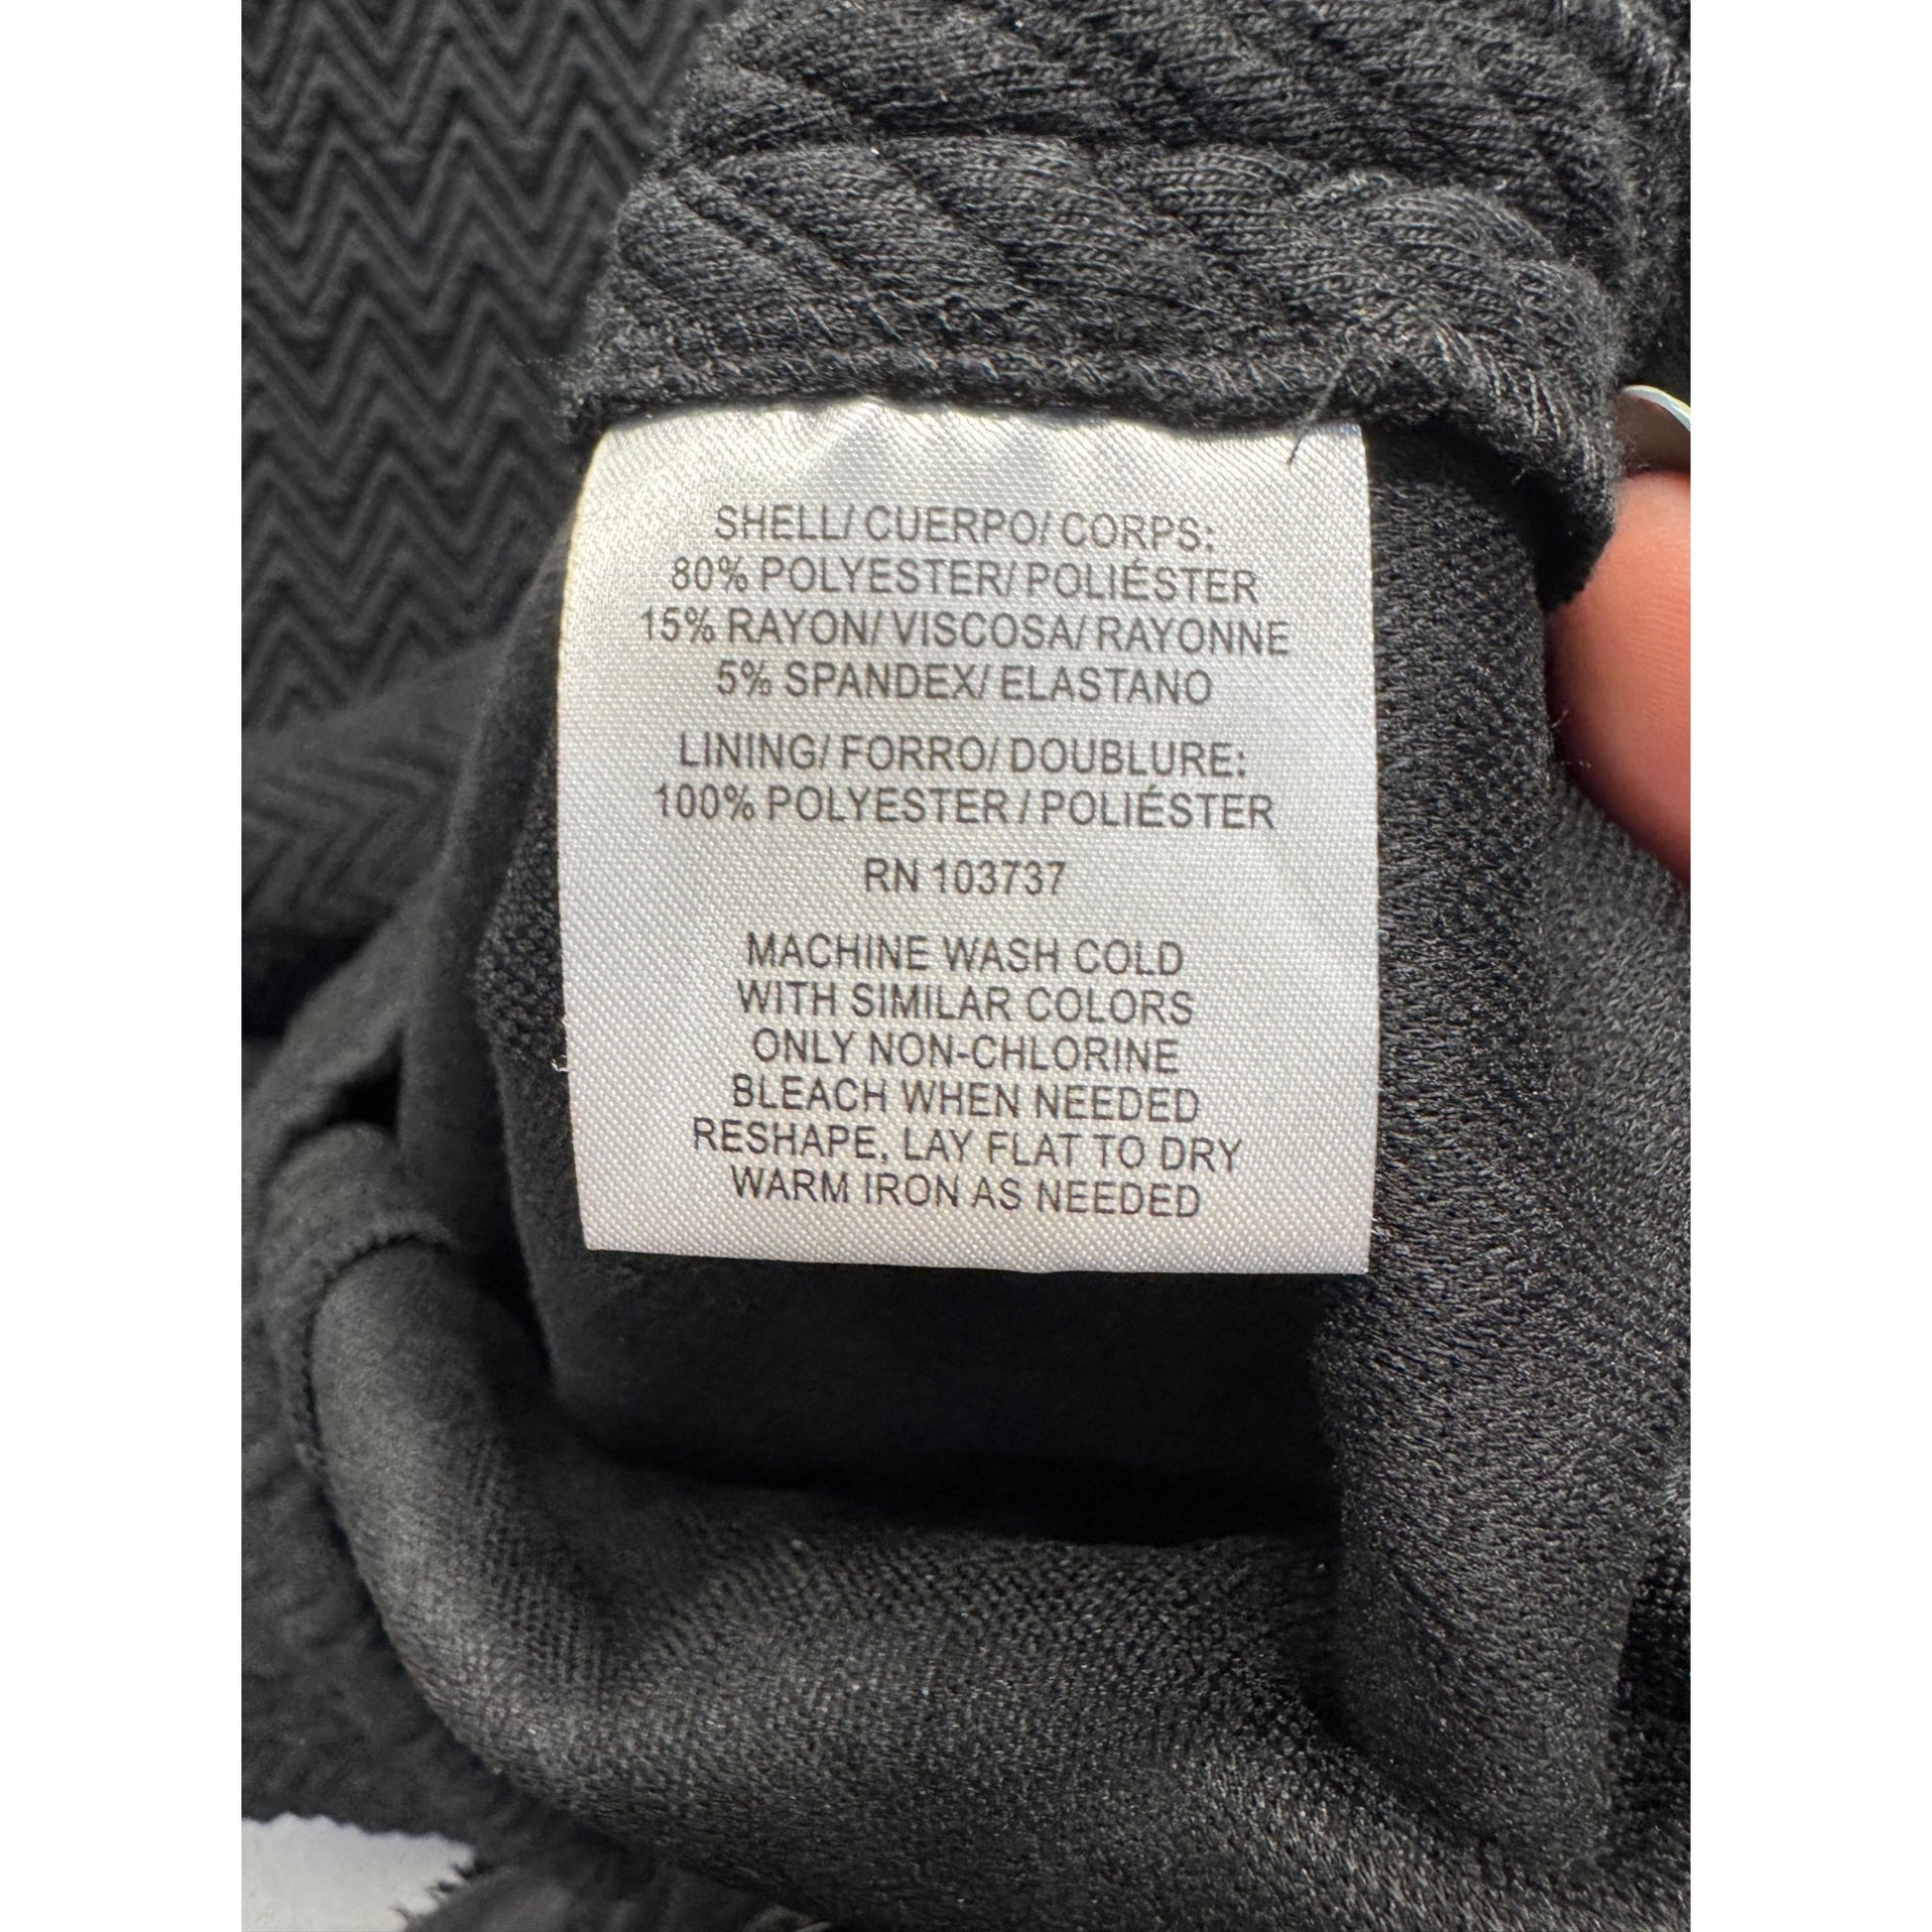 SHELL/ CUERPO/ CORPS:
80% POLYESTER/ POLIÉSTER
15% RAYON/ VISCOSA/ RAYONNE
5% SPANDEX/ ELASTANO
LINING/ FORRO/ DOUBLURE:
100% POLYESTER / POLIÉSTER
RN 103737
MACHINE WASH COLD
WITH SIMILAR COLORS
ONLY NON-CHLORINE
BLEACH WHEN NEEDED
RESHAPE, LAY FLAT TO DRY
WARM IRON AS NEEDED